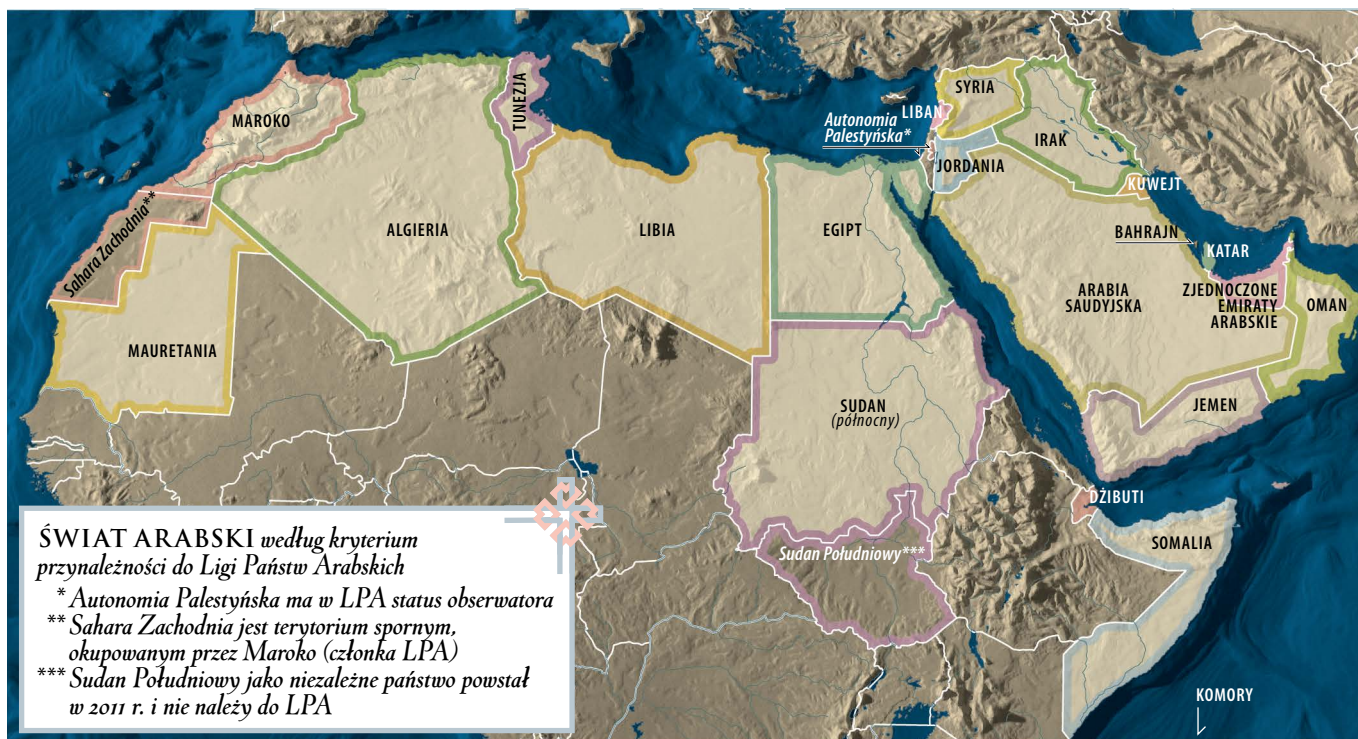 MAROKO
TUNEZJA
Sahara Zachodnia**
ALGIERIA
LIBIA
EGIPT
MAURETANIA
SUDAN
(północny)
Sudan Południowy***
SYRIA
LIBAN
Autonomia
Palestyńska*
IRAK
JORDANIA
KUWEJT
BAHRAJN
KATAR
ARABIA
SAUDYJSKA
ZJEDNOCZONE
EMIRATY
ARABSKIE
OMAN
JEMEN
DŻIBUTI
SOMALIA
KOMORY
ŚWIAT ARABSKI według kryterium
przynależności do Ligi Państw Arabskich
* Autonomia Palestyńska ma w LPA status obserwatora
** Sahara Zachodnia jest terytorium spornym,
okupowanym przez Maroko (członka LPA)
*** Sudan Południowy jako niezależne państwo powstał
w 2011 r. i nie należy do LPA